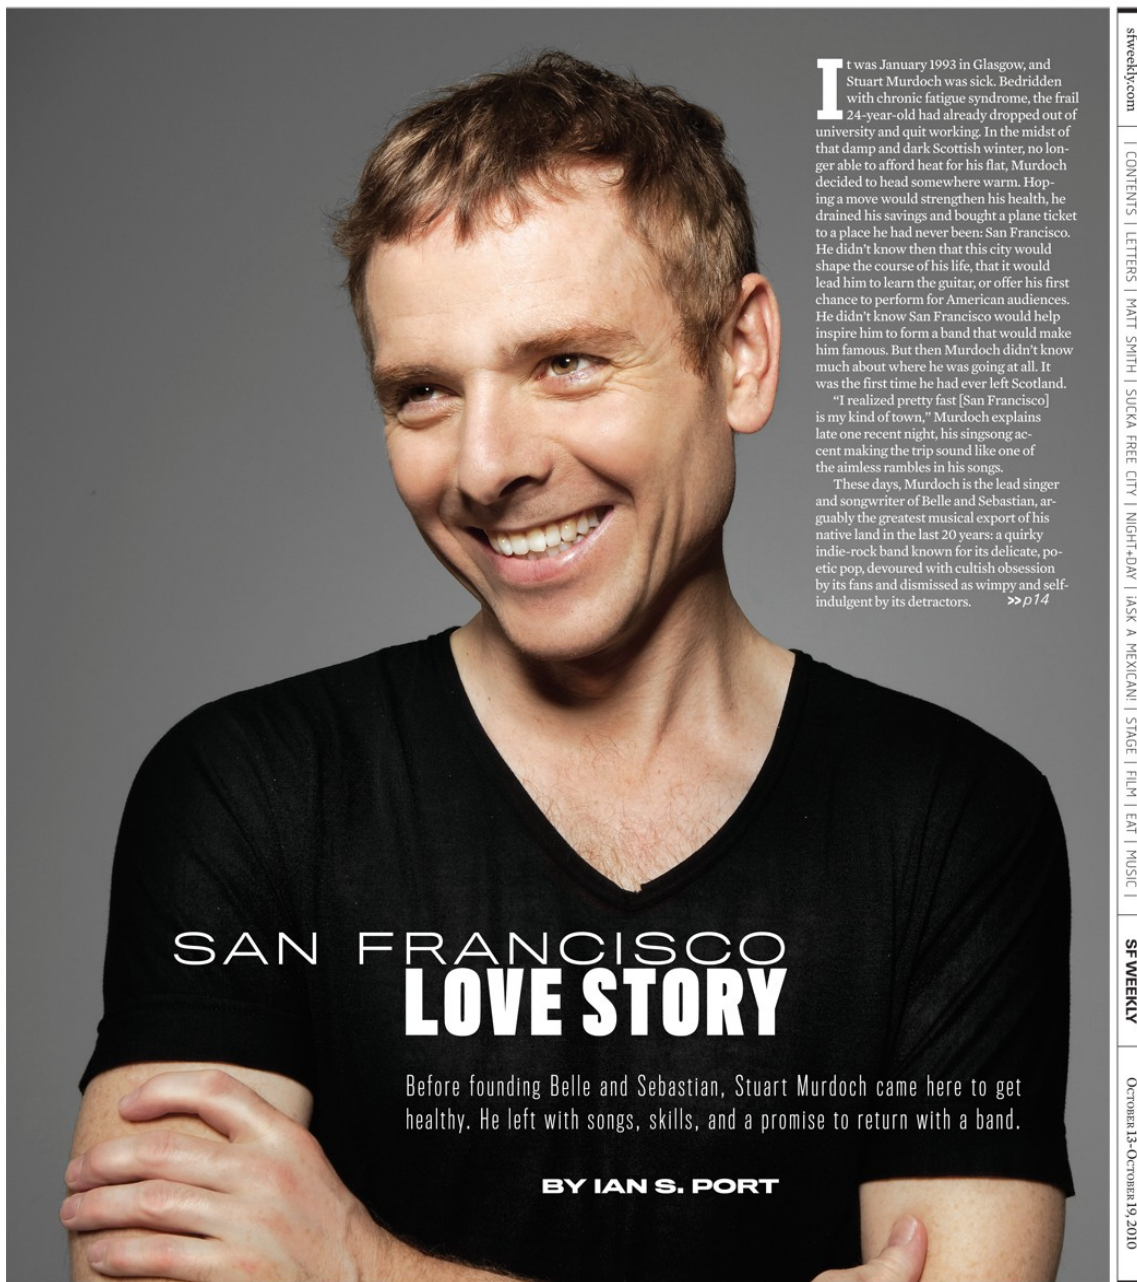 It was January 1993 in Glasgow, and
Stuart Murdoch was sick. Bedridden
with chronic fatigue syndrome, the frail
24-year-old had already dropped out of
university and quit working. In the midst of
that damp and dark Scottish winter, no lon-
ger able to afford heat for his flat, Murdoch
decided to head somewhere warm. Hop-
ing a move would strengthen his health, he
drained his savings and bought a plane ticket
to a place he had never been: San Francisco.
He didn't know then that this city would
shape the course of his life, that it would
lead him to learn the guitar, or offer his first
chance to perform for American audiences.
He didn't know San Francisco would help
inspire him to form a band that would make
him famous. But then Murdoch didn't know
much about where he was going at all. It
was the first time he had ever left Scotland.
"I realized pretty fast [San Francisco]
is my kind of town," Murdoch explains
late one recent night, his singsong ac-
cent making the trip sound like one of
the aimless rambles in his songs.
These days, Murdoch is the lead singer
and songwriter of Belle and Sebastian, ar-
guably the greatest musical export of his
native land in the last 20 years: a quirky
indie-rock band known for its delicate, po-
etic pop, devoured with cultish obsession
by its fans and dismissed as wimpy and self-
indulgent by its detractors. >>p14
SAN FRANCISCO
LOVE STORY
Before founding Belle and Sebastian, Stuart Murdoch came here to get
healthy. He left with songs, skills, and a promise to return with a band.
BY IAN S. PORT
sfweekly.com
| CONTENTS | LETTERS | MATT SMITH | SUCKA FREE CITY | NIGHT+DAY | ¡ASK A MEXICAN! | STAGE | FILM | EAT | MUSIC |
SF WEEKLY
OCTOBER 13-OCTOBER 19, 2010